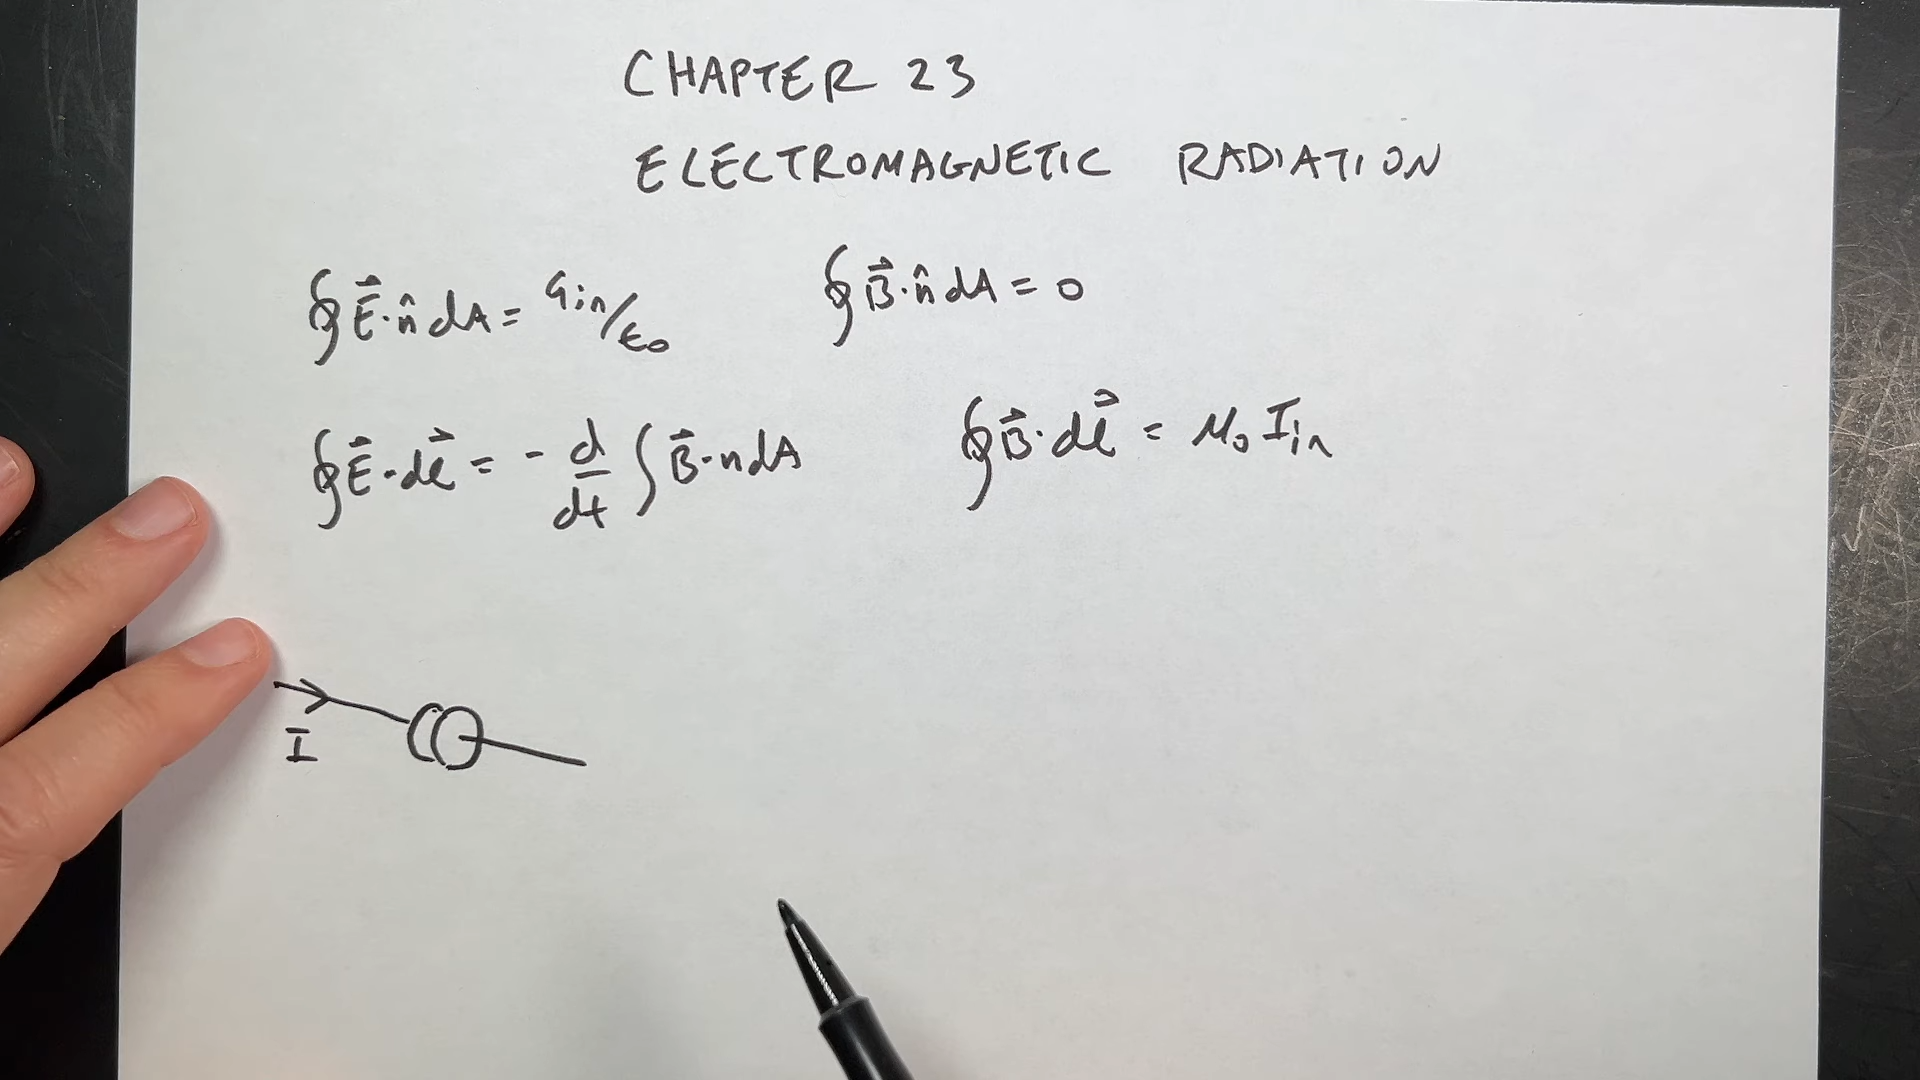 CHAPTER 23
ELECTROMAGNETIC RADIATION
∮E⃗·n̂ dA = qin/ε₀ ∮B⃗·n̂ dA = 0
∮E⃗·dl⃗ = - d/dt ∫B⃗·n dA ∮B⃗·dl⃗ = μ₀ Iin
I